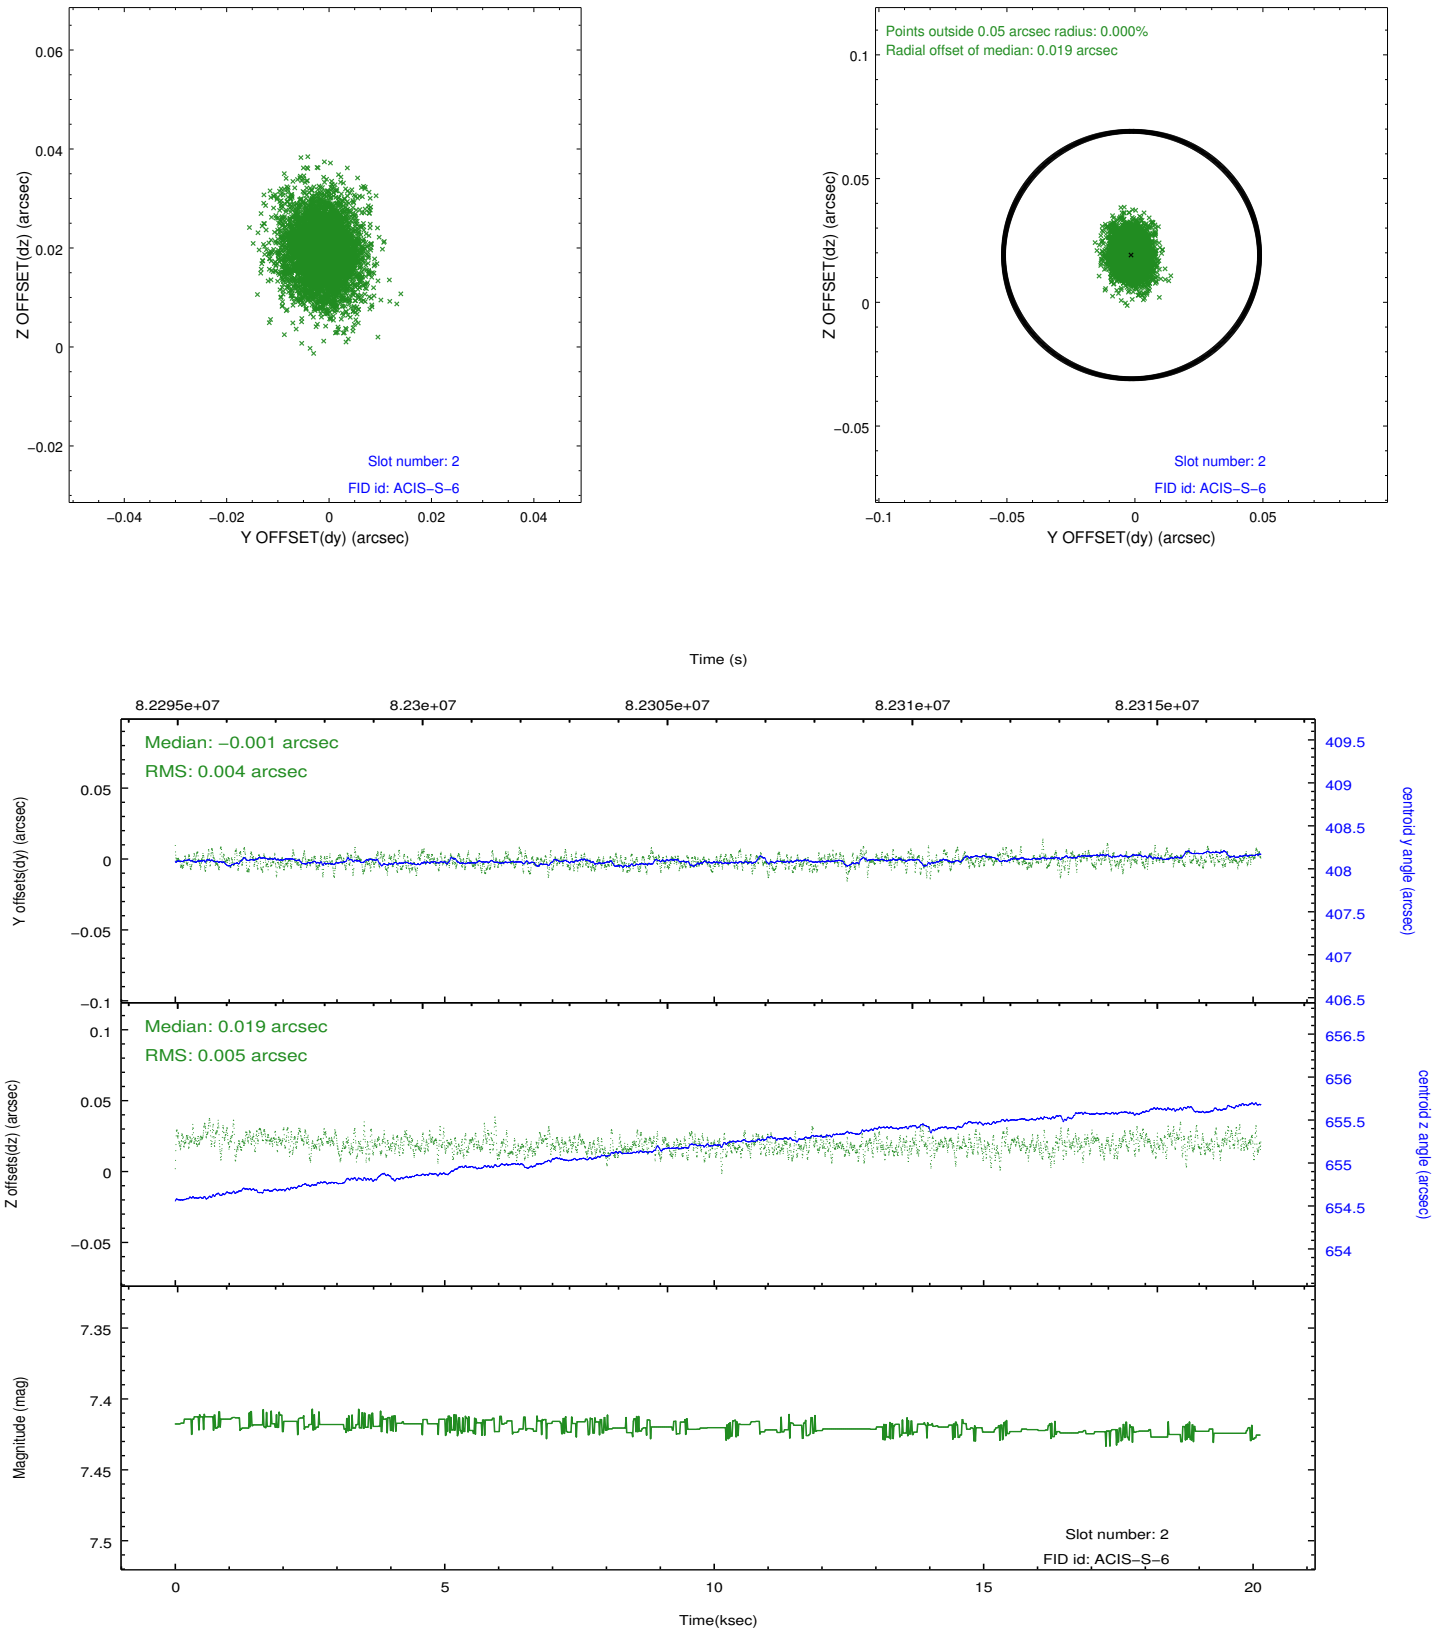 0.06
0.04
0.02
0
−0.02
Z OFFSET(dz) (arcsec)
Slot number: 2
FID id: ACIS−S−6
−0.04
−0.02
0
0.02
0.04
Y OFFSET(dy) (arcsec)
Points outside 0.05 arcsec radius: 0.000%
Radial offset of median: 0.019 arcsec
0.1
0.05
0
−0.05
Z OFFSET(dz) (arcsec)
Slot number: 2
FID id: ACIS−S−6
−0.1
−0.05
0
0.05
Y OFFSET(dy) (arcsec)
Time (s)
8.2295e+07
8.23e+07
8.2305e+07
8.231e+07
8.2315e+07
Median: −0.001 arcsec
RMS: 0.004 arcsec
0.05
0
−0.05
−0.1
Y offsets(dy) (arcsec)
409.5
409
408.5
408
407.5
407
406.5
centroid y angle (arcsec)
Median: 0.019 arcsec
RMS: 0.005 arcsec
0.1
0.05
0
−0.05
Z offsets(dz) (arcsec)
656.5
656
655.5
655
654.5
654
centroid z angle (arcsec)
7.35
7.4
7.45
7.5
Magnitude (mag)
Slot number: 2
FID id: ACIS−S−6
0
5
10
15
20
Time(ksec)